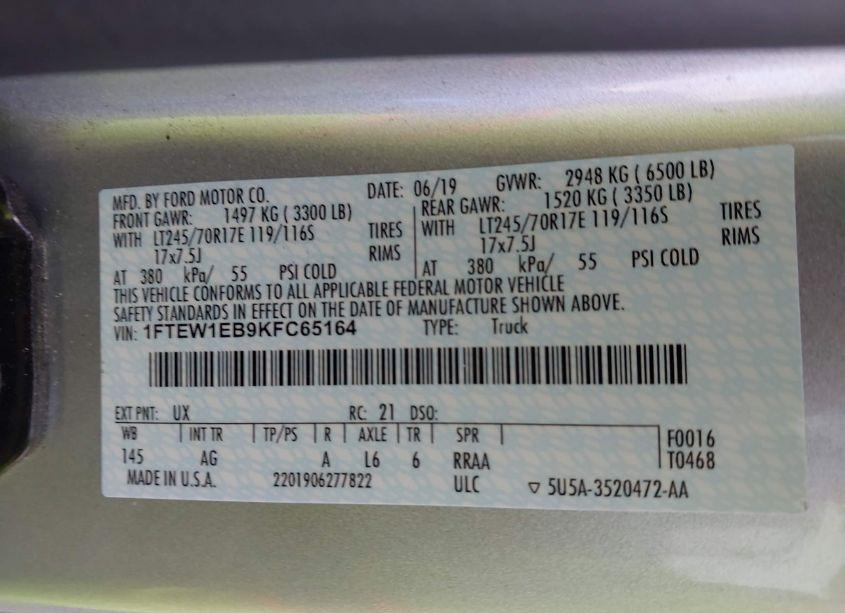 MFD. BY FORD MOTOR CO. DATE: 06/19 GVWR: 2948 KG ( 6500 LB)
FRONT GAWR: 1497 KG ( 3300 LB) REAR GAWR: 1520 KG ( 3350 LB)
WITH LT245/70R17E 119/116S TIRES WITH LT245/70R17E 119/116S TIRES
17x7.5J RIMS 17x7.5J RIMS
AT 380 kPa/ 55 PSI COLD AT 380 kPa/ 55 PSI COLD
THIS VEHICLE CONFORMS TO ALL APPLICABLE FEDERAL MOTOR VEHICLE
SAFETY STANDARDS IN EFFECT ON THE DATE OF MANUFACTURE SHOWN ABOVE.
VIN: 1FTEW1EB9KFC65164 TYPE: Truck
EXT PNT: UX RC: 21 DSO:
WB INT TR TP/PS R AXLE TR SPR F0016
145 AG A L6 6 RRAA T0468
MADE IN U.S.A. 2201906277822 ULC ▽ 5U5A-3520472-AA